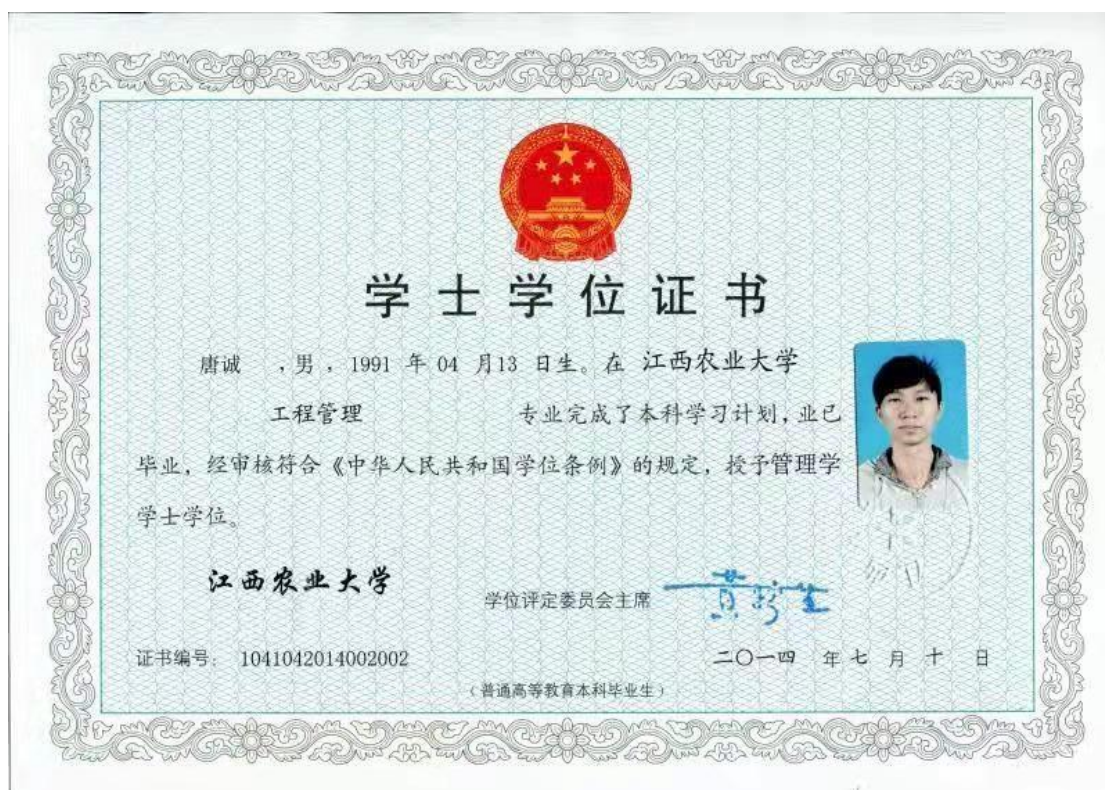 学士学位证书
唐诚 ,男,1991 年 04 月13 日生。在 江西农业大学
工程管理 专业完成了本科学习计划,业已
毕业,经审核符合《中华人民共和国学位条例》的规定,授予管理学
学士学位。
江西农业大学
学位评定委员会主席
证书编号: 1041042014002002
二〇一四 年 七 月 十 日
(普通高等教育本科毕业生)